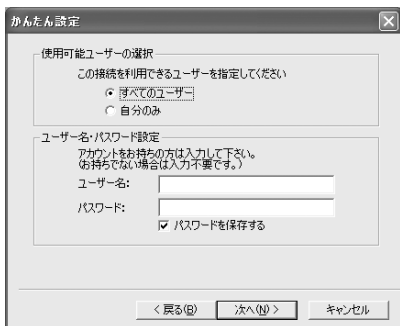 かんたん設定
使用可能ユーザーの選択
この接続を利用できるユーザーを指定してください
すべてのユーザー
自分のみ
ユーザー名・パスワード設定
アカウントをお持ちの方は入力して下さい。
(お持ちでない場合は入力不要です。)
ユーザー名:
パスワード:
パスワードを保存する
< 戻る(B) 次へ(N) > キャンセル